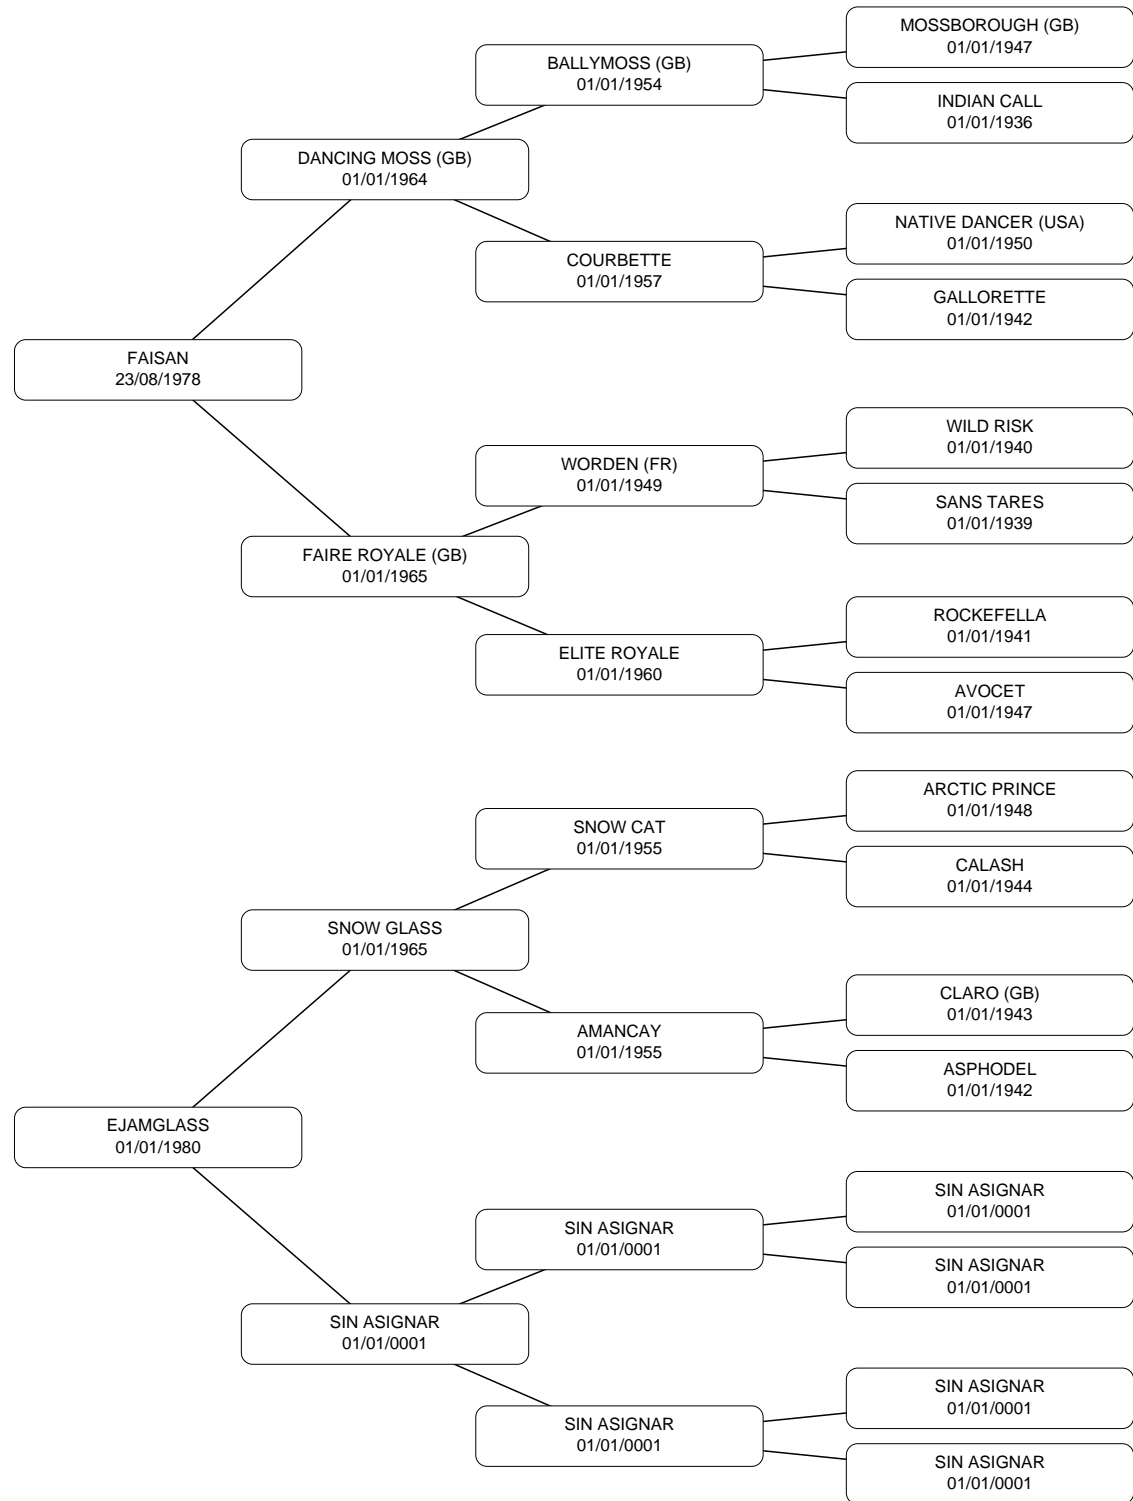 MOSSBOROUGH (GB)
01/01/1947
BALLYMOSS (GB)
01/01/1954
INDIAN CALL
01/01/1936
DANCING MOSS (GB)
01/01/1964
NATIVE DANCER (USA)
01/01/1950
COURBETTE
01/01/1957
GALLORETTE
01/01/1942
FAISAN
23/08/1978
WILD RISK
01/01/1940
WORDEN (FR)
01/01/1949
SANS TARES
01/01/1939
FAIRE ROYALE (GB)
01/01/1965
ROCKEFELLA
01/01/1941
ELITE ROYALE
01/01/1960
AVOCET
01/01/1947
ARCTIC PRINCE
01/01/1948
SNOW CAT
01/01/1955
CALASH
01/01/1944
SNOW GLASS
01/01/1965
CLARO (GB)
01/01/1943
AMANCAY
01/01/1955
ASPHODEL
01/01/1942
EJAMGLASS
01/01/1980
SIN ASIGNAR
01/01/0001
SIN ASIGNAR
01/01/0001
SIN ASIGNAR
01/01/0001
SIN ASIGNAR
01/01/0001
SIN ASIGNAR
01/01/0001
SIN ASIGNAR
01/01/0001
SIN ASIGNAR
01/01/0001